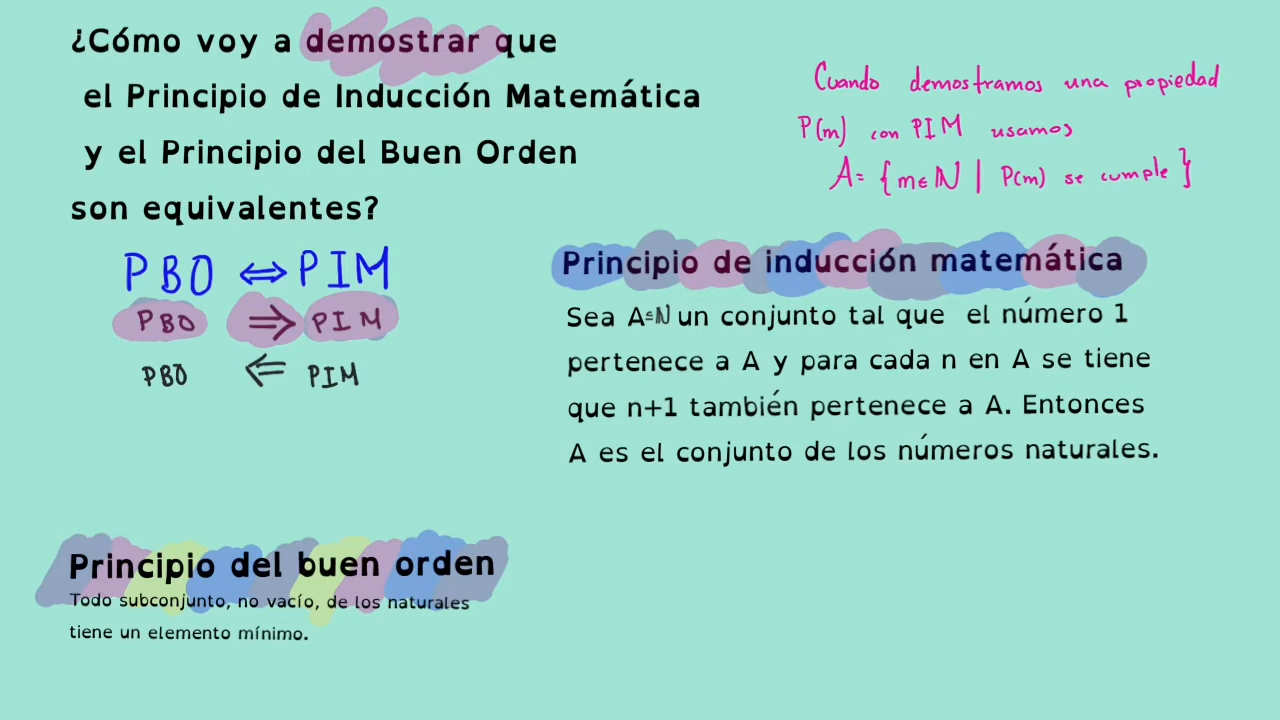 ¿Cómo voy a demostrar que
el Principio de Inducción Matemática
y el Principio del Buen Orden
son equivalentes?
PBO ⇔ PIM
PBO ⇒ PIM
PBO ⇐ PIM
Cuando demostramos una propiedad
P(m) con PIM usamos
A= {m∈ℕ | P(m) se cumple}
Principio de inducción matemática
Sea A⊆ℕ un conjunto tal que el número 1
pertenece a A y para cada n en A se tiene
que n+1 también pertenece a A. Entonces
A es el conjunto de los números naturales.
Principio del buen orden
Todo subconjunto, no vacío, de los naturales
tiene un elemento mínimo.